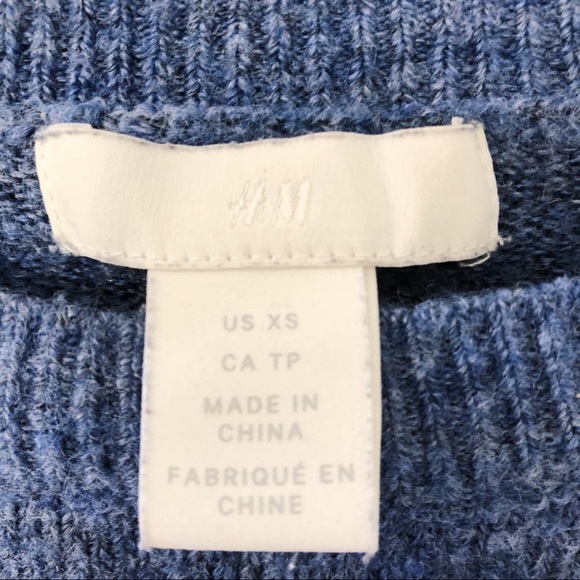 H&M
US XS
CA TP
MADE IN
CHINA
FABRIQUÉ EN
CHINE